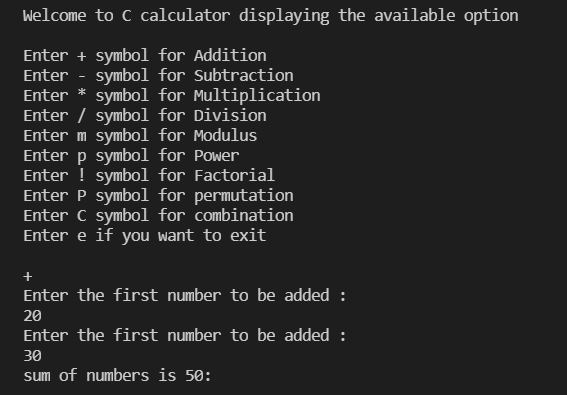 Welcome to C calculator displaying the available option
Enter + symbol for Addition
Enter - symbol for Subtraction
Enter * symbol for Multiplication
Enter / symbol for Division
Enter m symbol for Modulus
Enter p symbol for Power
Enter ! symbol for Factorial
Enter P symbol for permutation
Enter C symbol for combination
Enter e if you want to exit
+
Enter the first number to be added :
20
Enter the first number to be added :
30
sum of numbers is 50: